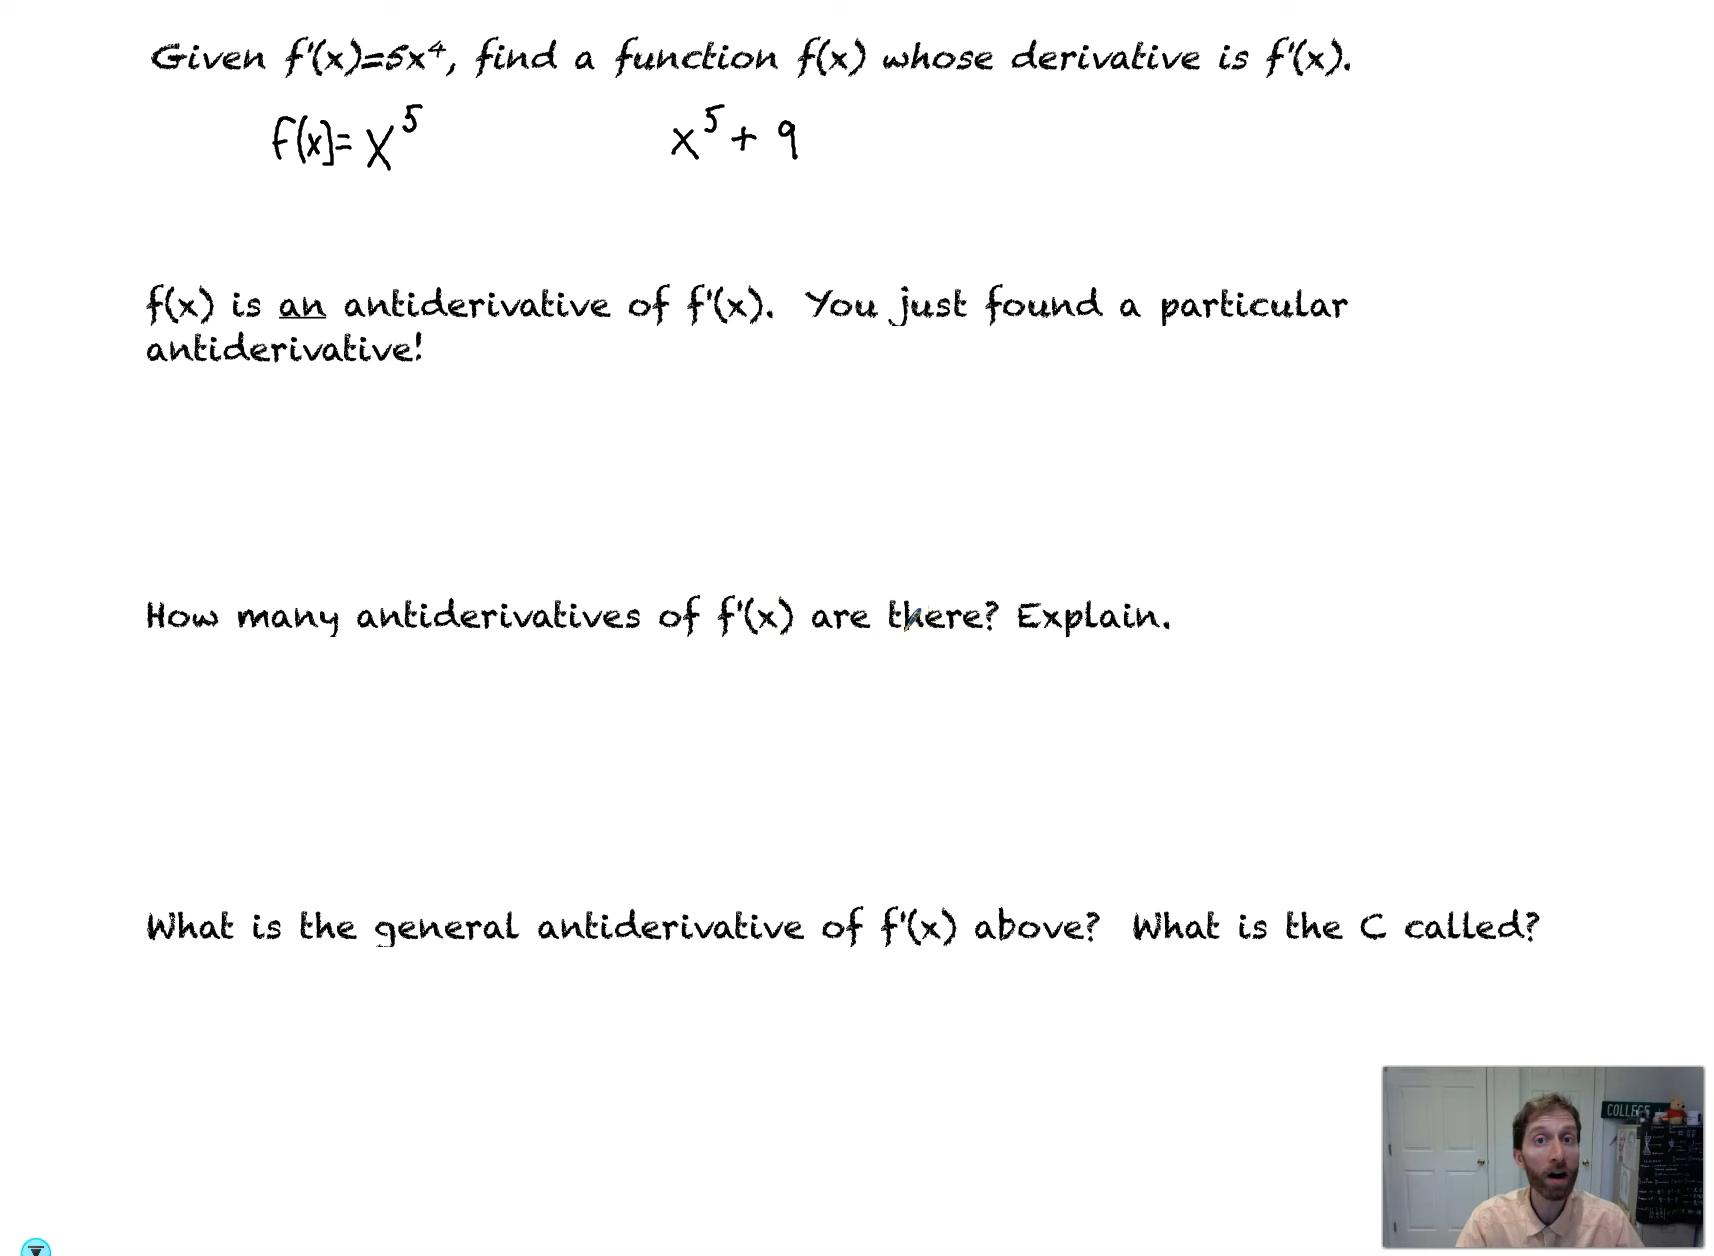 Given f'(x)=5x⁴, find a function f(x) whose derivative is f'(x).
f(x)= x⁵ x⁵ + 9
f(x) is an antiderivative of f'(x). You just found a particular
antiderivative!
How many antiderivatives of f'(x) are there? Explain.
What is the general antiderivative of f'(x) above? What is the C called?
COLLEGE